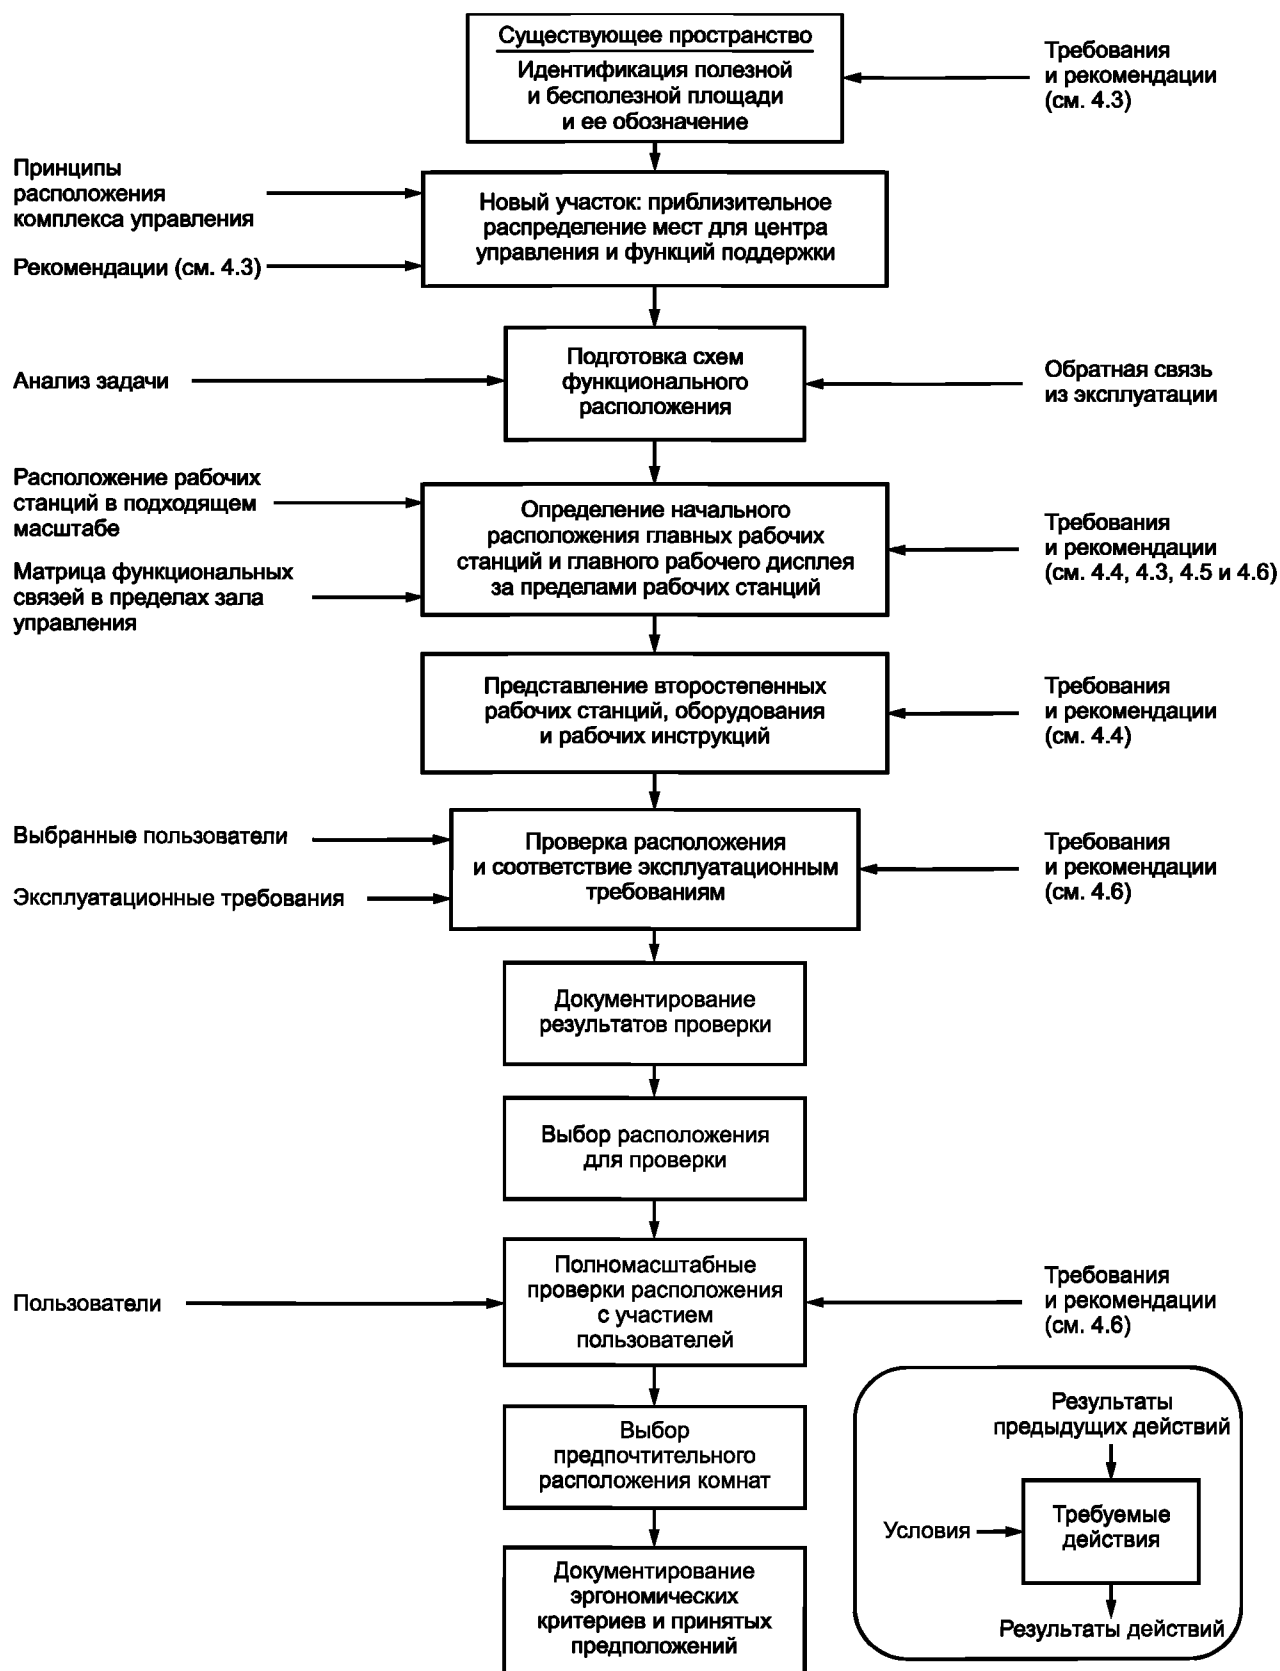 Существующее пространство
Идентификация полезной
и бесполезной площади
и ее обозначение
Требования
и рекомендации
(см. 4.3)
Принципы
расположения
комплекса управления
Рекомендации (см. 4.3)
Новый участок: приблизительное
распределение мест для центра
управления и функций поддержки
Анализ задачи
Подготовка схем
функционального
расположения
Обратная связь
из эксплуатации
Расположение рабочих
станций в подходящем
масштабе
Матрица функциональных
связей в пределах зала
управления
Определение начального
расположения главных рабочих
станций и главного рабочего дисплея
за пределами рабочих станций
Требования
и рекомендации
(см. 4.4, 4.3, 4.5 и 4.6)
Представление второстепенных
рабочих станций, оборудования
и рабочих инструкций
Требования
и рекомендации
(см. 4.4)
Выбранные пользователи
Эксплуатационные требования
Проверка расположения
и соответствие эксплуатационным
требованиям
Требования
и рекомендации
(см. 4.6)
Документирование
результатов проверки
Выбор расположения
для проверки
Пользователи
Полномасштабные
проверки расположения
с участием
пользователей
Требования
и рекомендации
(см. 4.6)
Выбор
предпочтительного
расположения комнат
Документирование
эргономических
критериев и принятых
предположений
Результаты
предыдущих действий
Условия
Требуемые
действия
Результаты действий